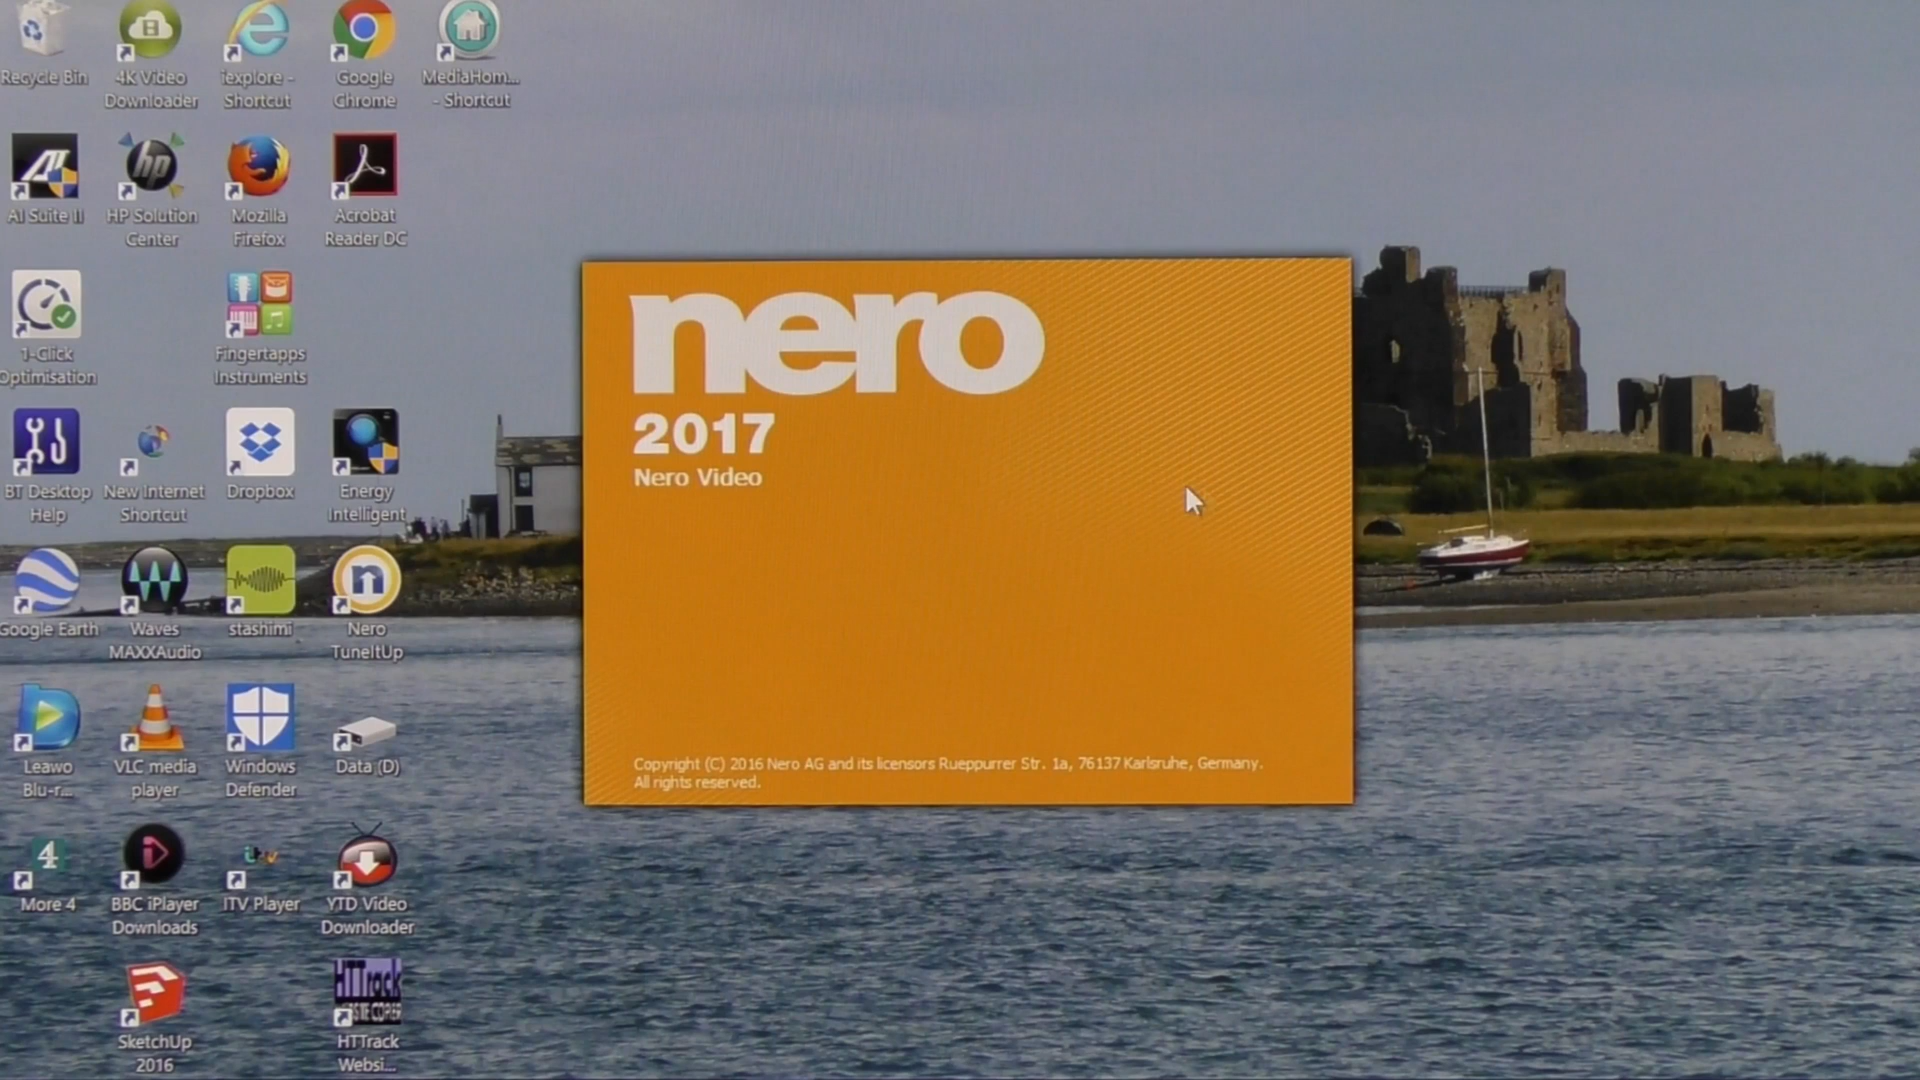 Recycle Bin
4K Video
Downloader
iexplore -
Shortcut
Google
Chrome
MediaHom...
- Shortcut
AI Suite II
hp
HP Solution
Center
Mozilla
Firefox
Acrobat
Reader DC
1-Click
Optimisation
Fingertapps
Instruments
BT Desktop
Help
New Internet
Shortcut
Dropbox
Energy
Intelligent
Google Earth
Waves
MAXXAudio
stashimi
n
Nero
TuneItUp
Leawo
Blu-r...
VLC media
player
Windows
Defender
Data (D)
4
More 4
BBC iPlayer
Downloads
itv
ITV Player
YTD Video
Downloader
SketchUp
2016
HTTrack
HTTrack
Websi...
nero
2017
Nero Video
Copyright (C) 2016 Nero AG and its licensors Rueppurrer Str. 1a, 76137 Karlsruhe, Germany.
All rights reserved.